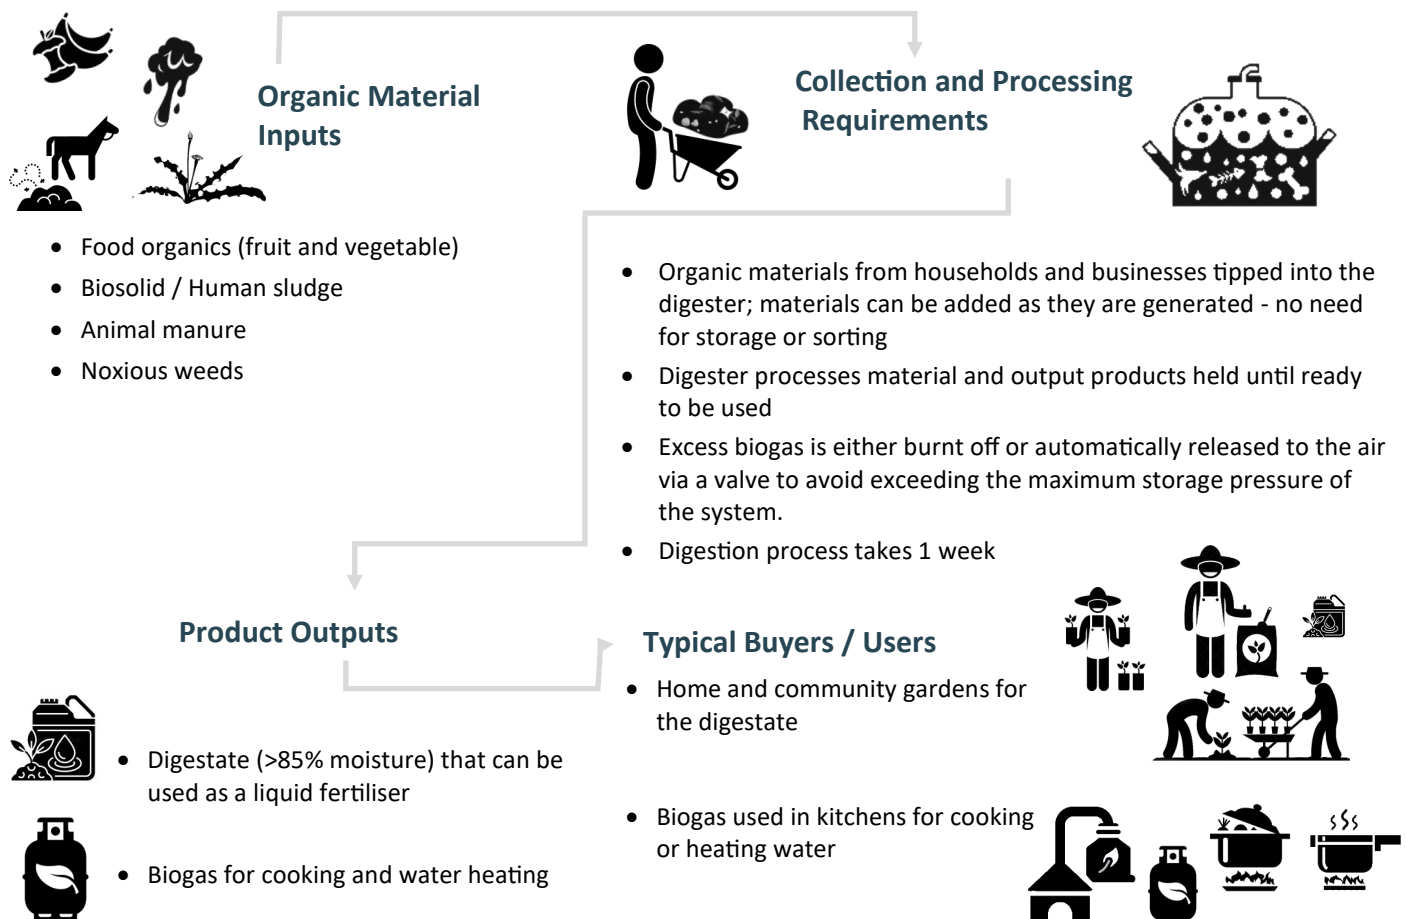 Organic Material
Inputs
• Food organics (fruit and vegetable)
• Biosolid / Human sludge
• Animal manure
• Noxious weeds
Collection and Processing
Requirements
• Organic materials from households and businesses tipped into the
digester; materials can be added as they are generated - no need
for storage or sorting
• Digester processes material and output products held until ready
to be used
• Excess biogas is either burnt off or automatically released to the air
via a valve to avoid exceeding the maximum storage pressure of
the system.
• Digestion process takes 1 week
Product Outputs
• Digestate (>85% moisture) that can be
used as a liquid fertiliser
• Biogas for cooking and water heating
Typical Buyers / Users
• Home and community gardens for
the digestate
• Biogas used in kitchens for cooking
or heating water